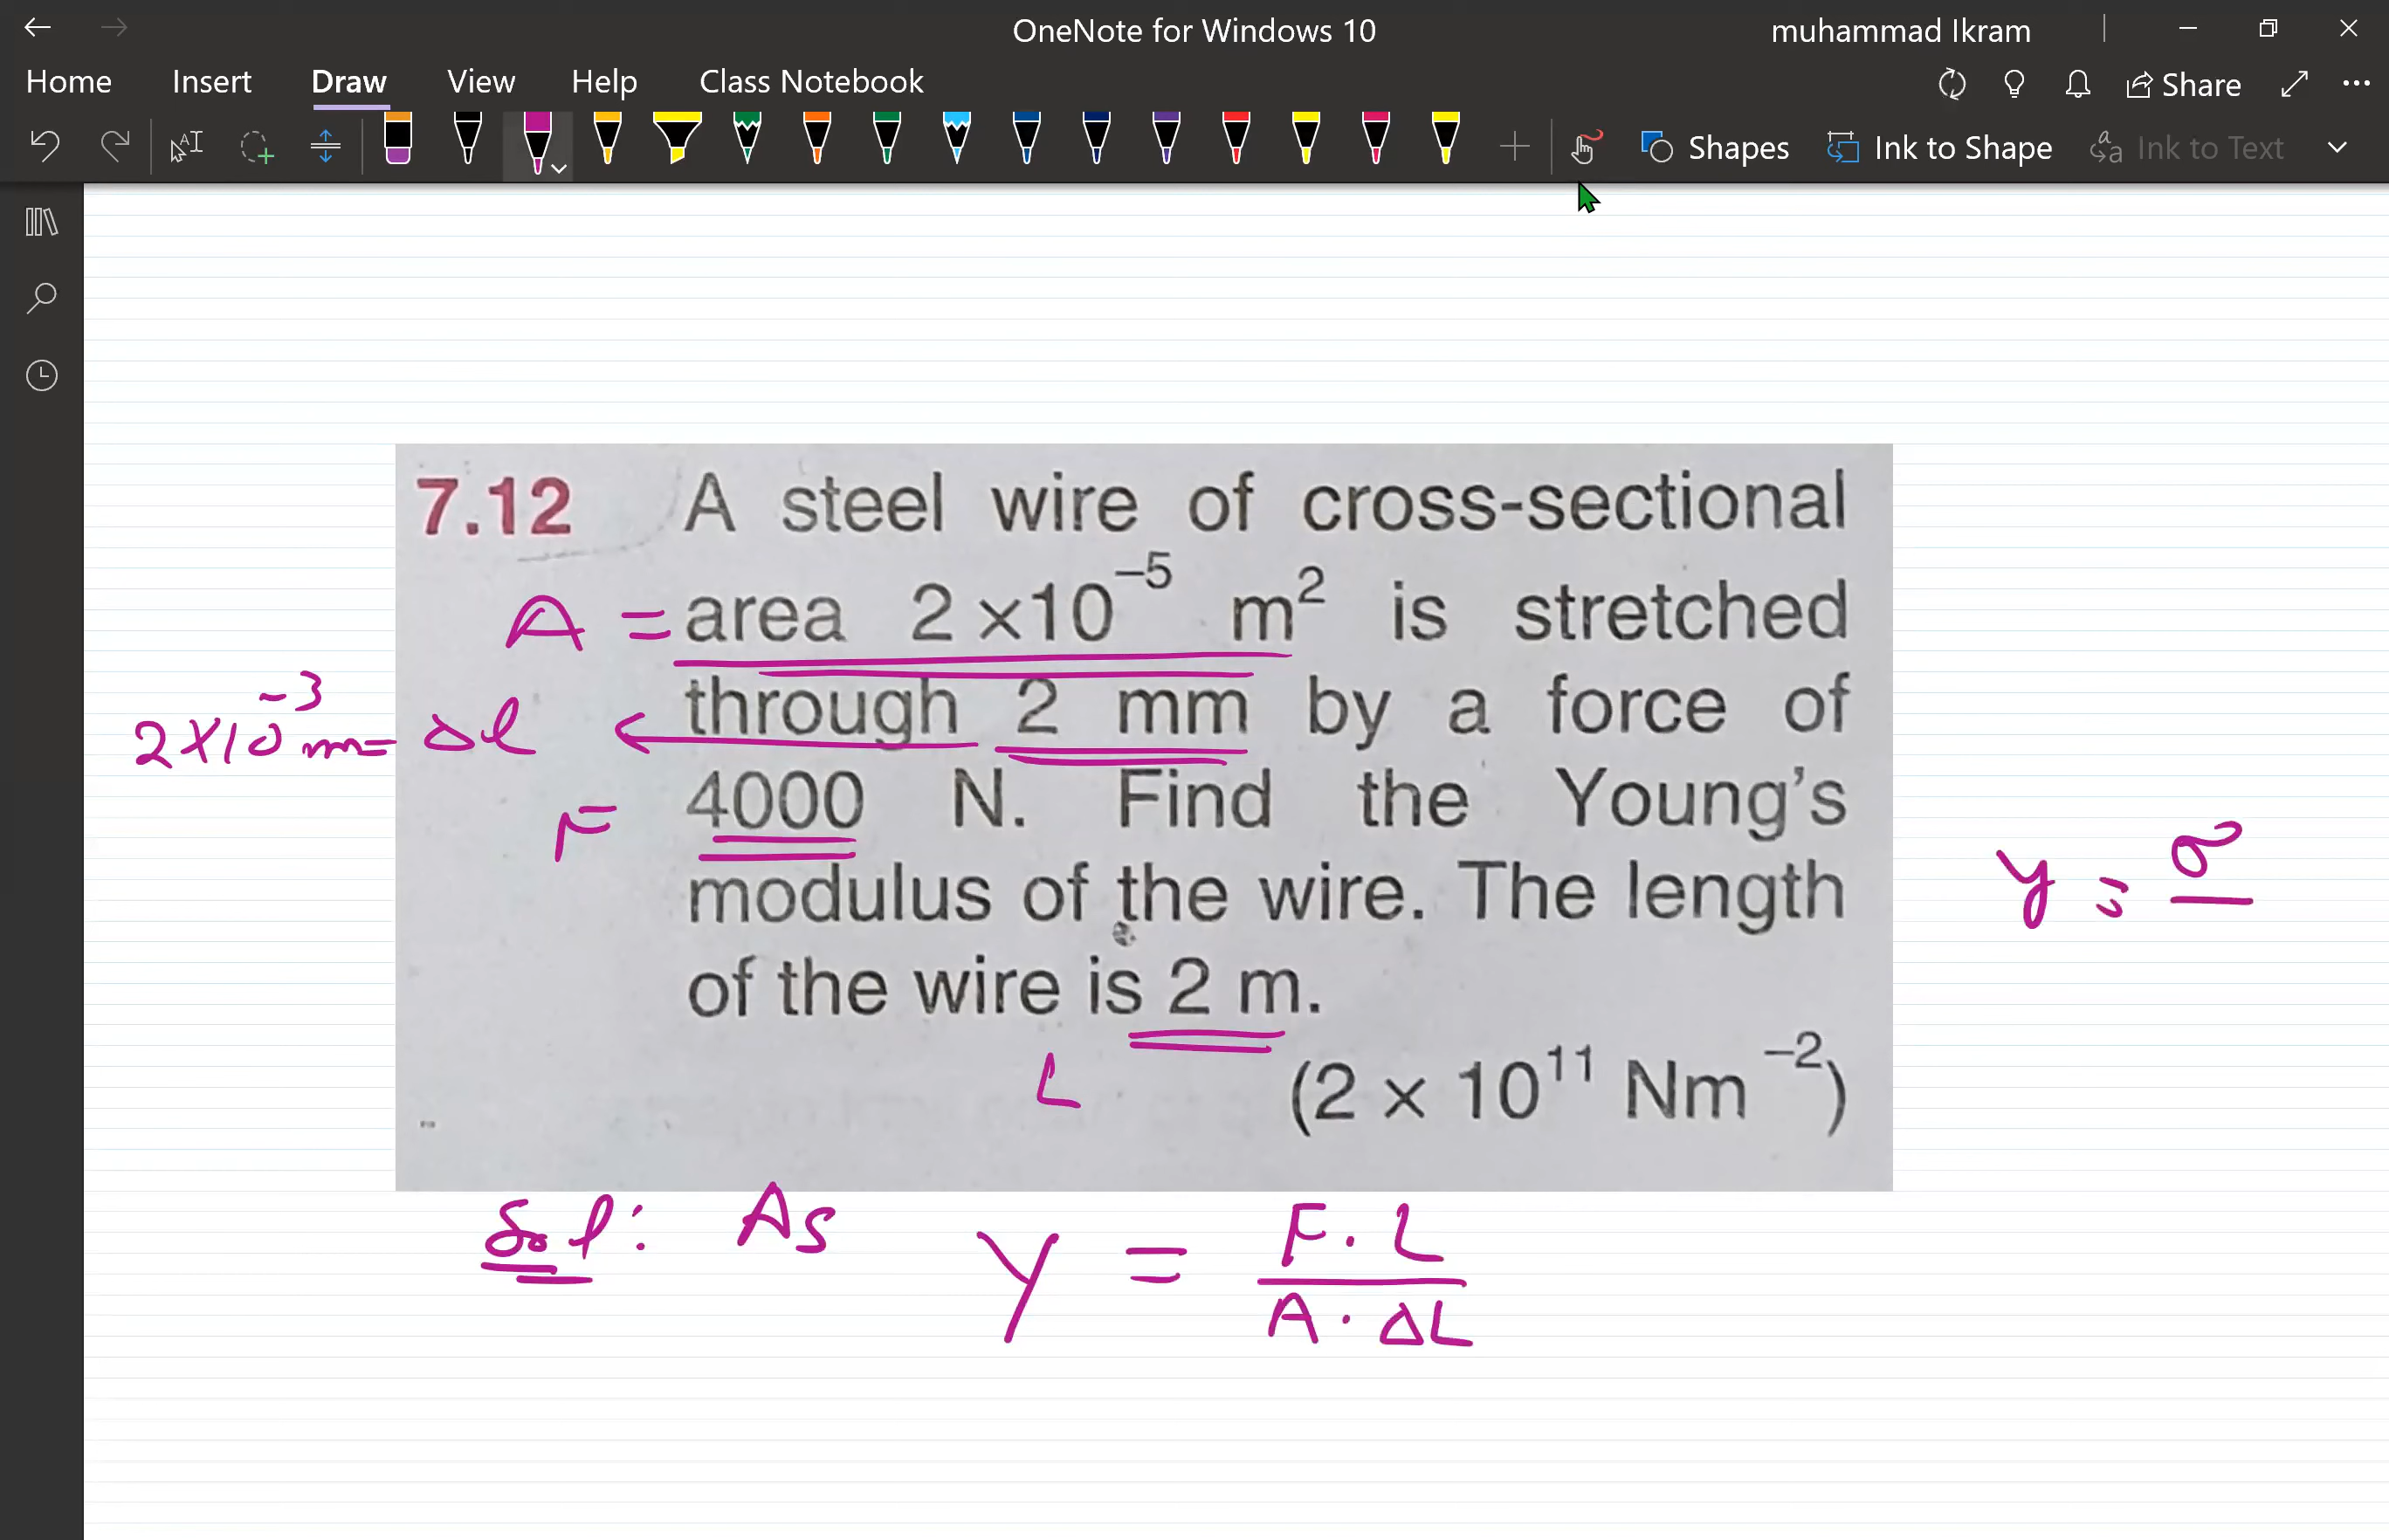 OneNote for Windows 10
muhammad Ikram
Home Insert Draw View Help Class Notebook
Share
Shapes Ink to Shape Ink to Text
7.12 A steel wire of cross-sectional
A = area 2 ×10⁻⁵ m² is stretched
2×10⁻³ m = Δl through 2 mm by a force of
F = 4000 N. Find the Young's
modulus of the wire. The length
of the wire is 2 m.
L
(2 × 10¹¹ Nm⁻²)
y = σ
Sol: As Y = F.L
A.ΔL